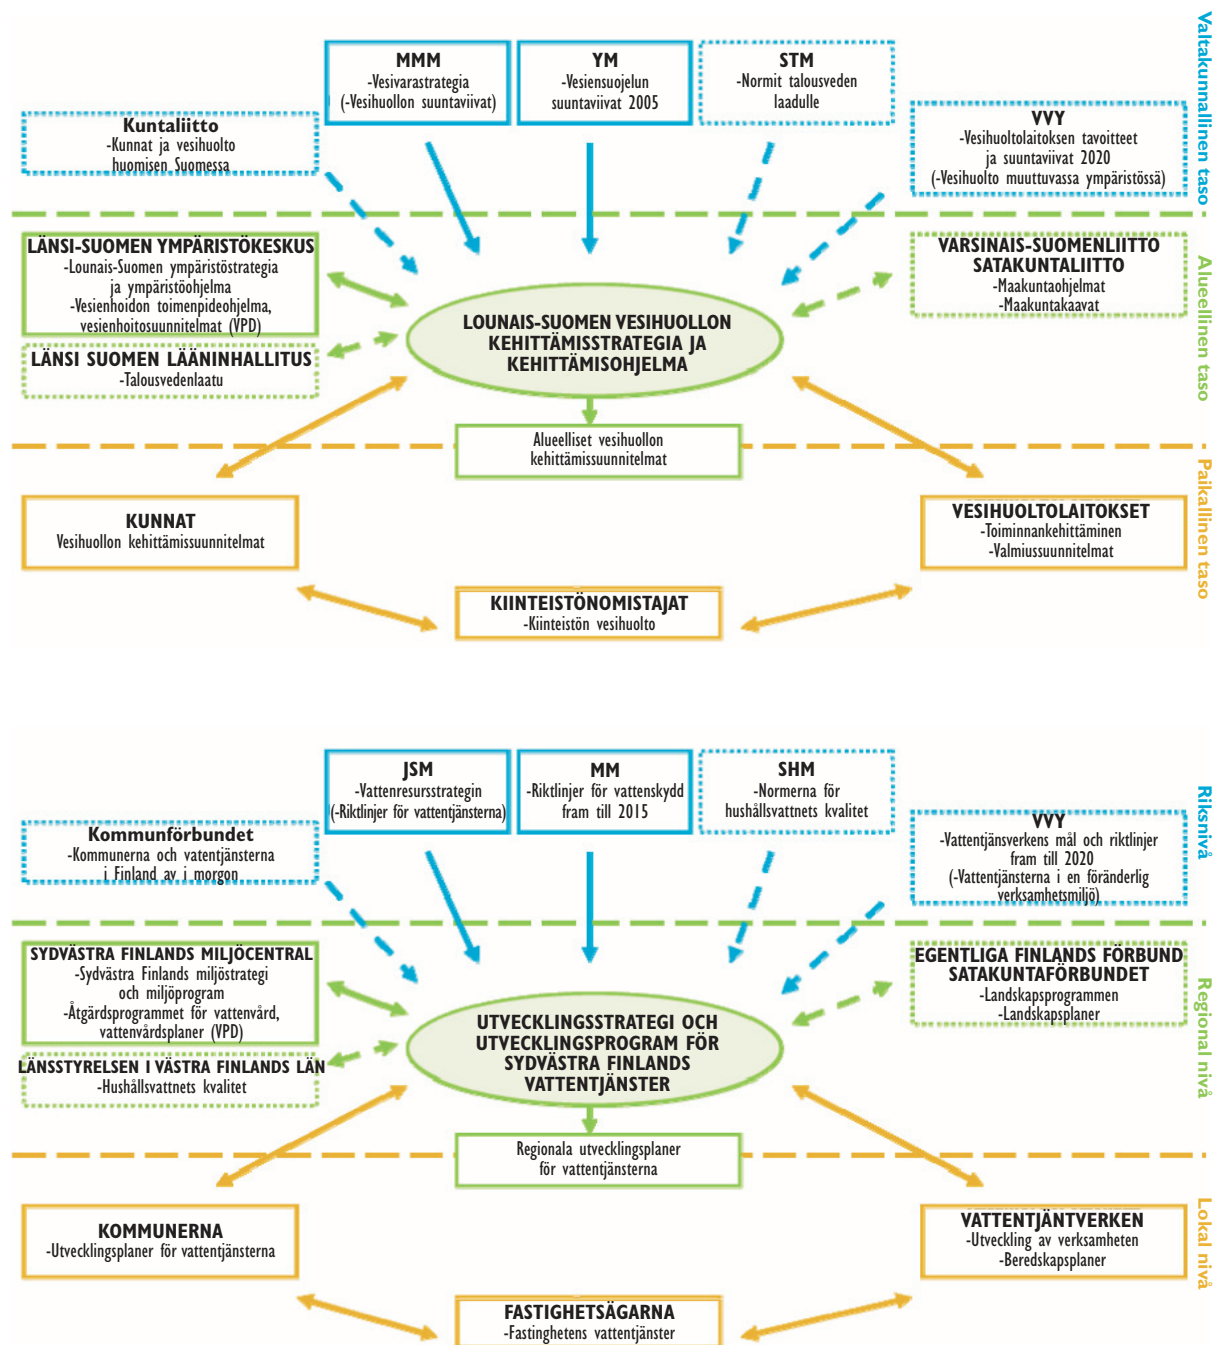 MMM
-Vesivarastrategia
(-Vesihuollon suuntaviivat)
YM
-Vesiensuojelun
suuntaviivat 2005
STM
-Normit talousveden
laadulle
Kuntaliitto
-Kunnat ja vesihuolto
huomisen Suomessa
VVY
-Vesihuoltolaitoksen tavoitteet
ja suuntaviivat 2020
(-Vesihuolto muuttuvassa ympäristössä)
Valtakunnallinen taso
LÄNSI-SUOMEN YMPÄRISTÖKESKUS
-Lounais-Suomen ympäristöstrategia
ja ympäristöohjelma
-Vesienhoidon toimenpideohjelma,
vesienhoitosuunnitelmat (VPD)
LÄNSI SUOMEN LÄÄNINHALLITUS
-Talousvedenlaatu
LOUNAIS-SUOMEN VESIHUOLLON
KEHITTÄMISSTRATEGIA JA
KEHITTÄMISOHJELMA
VARSINAIS-SUOMENLIITTO
SATAKUNTALIITTO
-Maakuntaohjelmat
-Maakuntakaavat
Alueellinen taso
Alueelliset vesihuollon
kehittämissuunnitelmat
KUNNAT
Vesihuollon kehittämissuunnitelmat
VESIHUOLTOLAITOKSET
-Toiminnankehittäminen
-Valmiussuunnitelmat
KIINTEISTÖNOMISTAJAT
-Kiinteistön vesihuolto
Paikallinen taso
JSM
-Vattenresursstrategin
(-Riktlinjer för vattentjänsterna)
MM
-Riktlinjer för vattenskydd
fram till 2015
SHM
-Normerna för
hushållsvattnets kvalitet
Kommunförbundet
-Kommunerna och vatentjänsterna
i Finland av i morgon
VVY
-Vattentjänsverkens mål och riktlinjer
fram till 2020
(-Vattentjänsterna i en föränderlig
verksamhetsmiljö)
Riksnivå
SYDVÄSTRA FINLANDS MILJÖCENTRAL
-Sydvästra Finlands miljöstrategi
och miljöprogram
-Åtgärdsprogrammet för vattenvård,
vattenvårdsplaner (VPD)
LÄNSSTYRELSEN I VÄSTRA FINLANDS LÄN
-Hushållsvattnets kvalitet
UTVECKLINGSSTRATEGI OCH
UTVECKLINGSPROGRAM FÖR
SYDVÄSTRA FINLANDS
VATTENTJÄNSTER
EGENTLIGA FINLANDS FÖRBUND
SATAKUNTAFÖRBUNDET
-Landskapsprogrammen
-Landskapsplaner
Regional nivå
Regionala utvecklingsplaner
för vattentjänsterna
KOMMUNERNA
-Utvecklingsplaner för vattentjänsterna
VATTENTJÄNTVERKEN
-Utveckling av verksamheten
-Beredskapsplaner
FASTIGHETSÄGARNA
-Fastinghetens vattentjänster
Lokal nivå